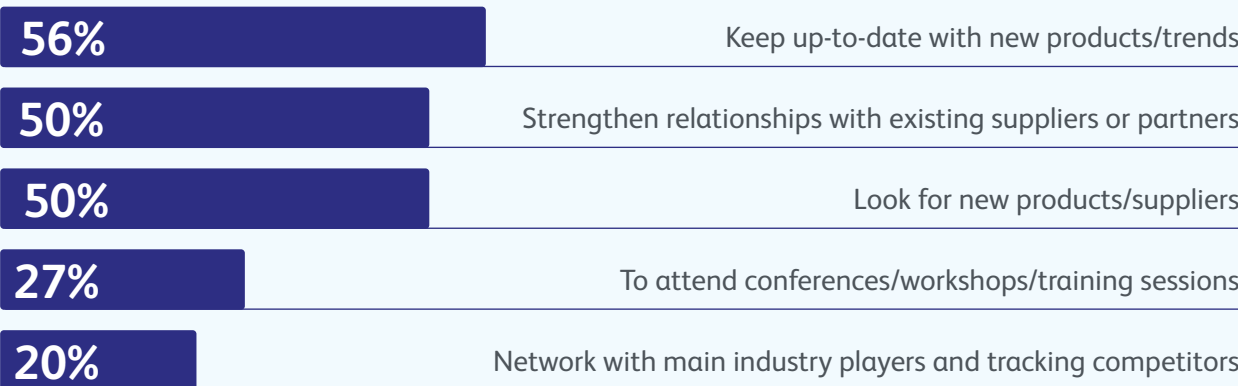 56% Keep up-to-date with new products/trends
50% Strengthen relationships with existing suppliers or partners
50% Look for new products/suppliers
27% To attend conferences/workshops/training sessions
20% Network with main industry players and tracking competitors